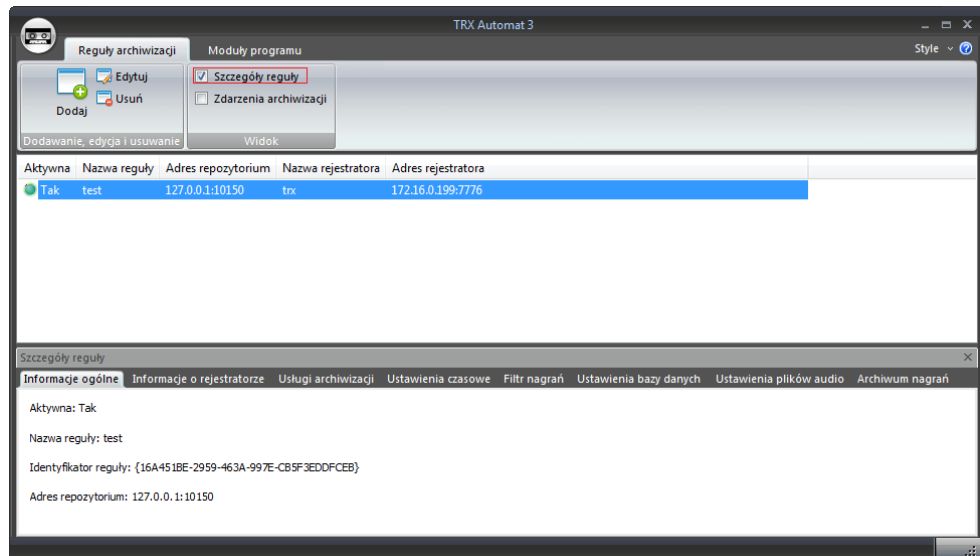 TRX Automat 3
Reguły archiwizacji Moduły programu Style
Edytuj
Usuń
Dodaj
Dodawanie, edycja i usuwanie
Szczegóły reguły
Zdarzenia archiwizacji
Widok
Aktywna Nazwa reguły Adres repozytorium Nazwa rejestratora Adres rejestratora
Tak test 127.0.0.1:10150 trx 172.16.0.199:7776
Szczegóły reguły
Informacje ogólne Informacje o rejestratorze Usługi archiwizacji Ustawienia czasowe Filtr nagrań Ustawienia bazy danych Ustawienia plików audio Archiwum nagrań
Aktywna: Tak
Nazwa reguły: test
Identyfikator reguły: {16A451BE-2959-463A-997E-CB5F3EDDFCEB}
Adres repozytorium: 127.0.0.1:10150